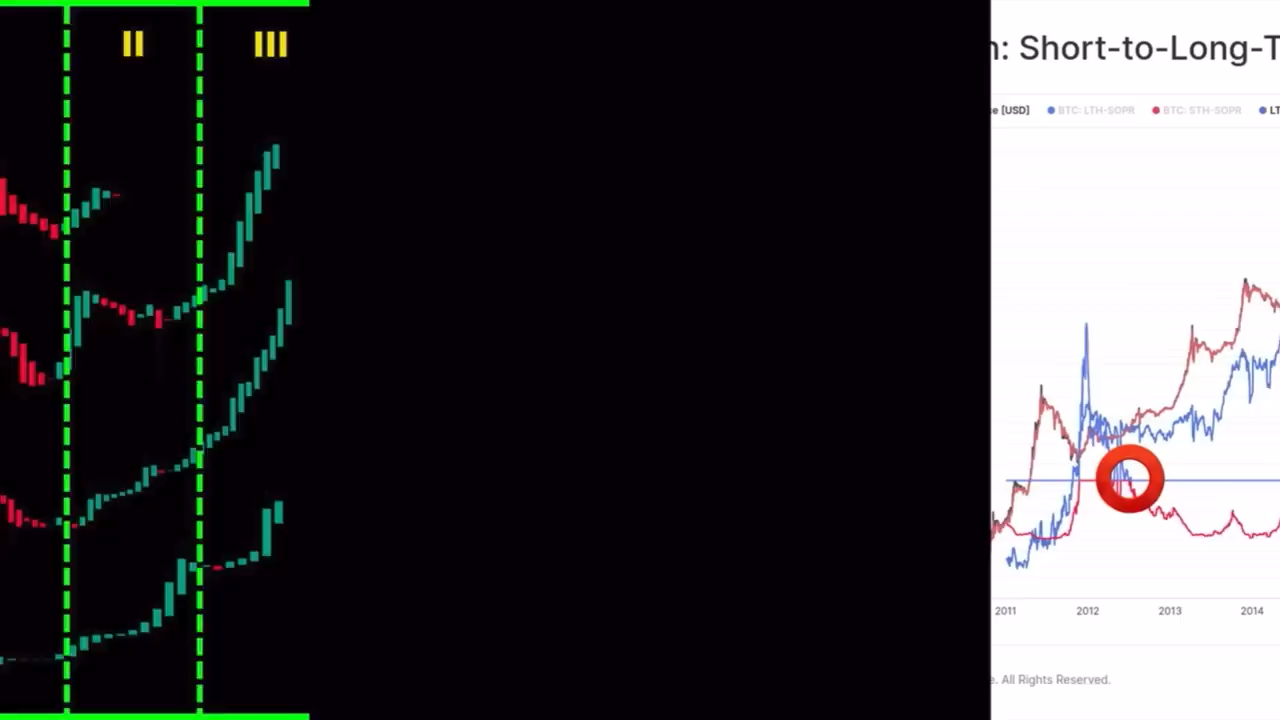 II III
n: Short-to-Long-T
e [USD] BTC: LTH-SOPR BTC: STH-SOPR LT
2011 2012 2013 2014
e. All Rights Reserved.